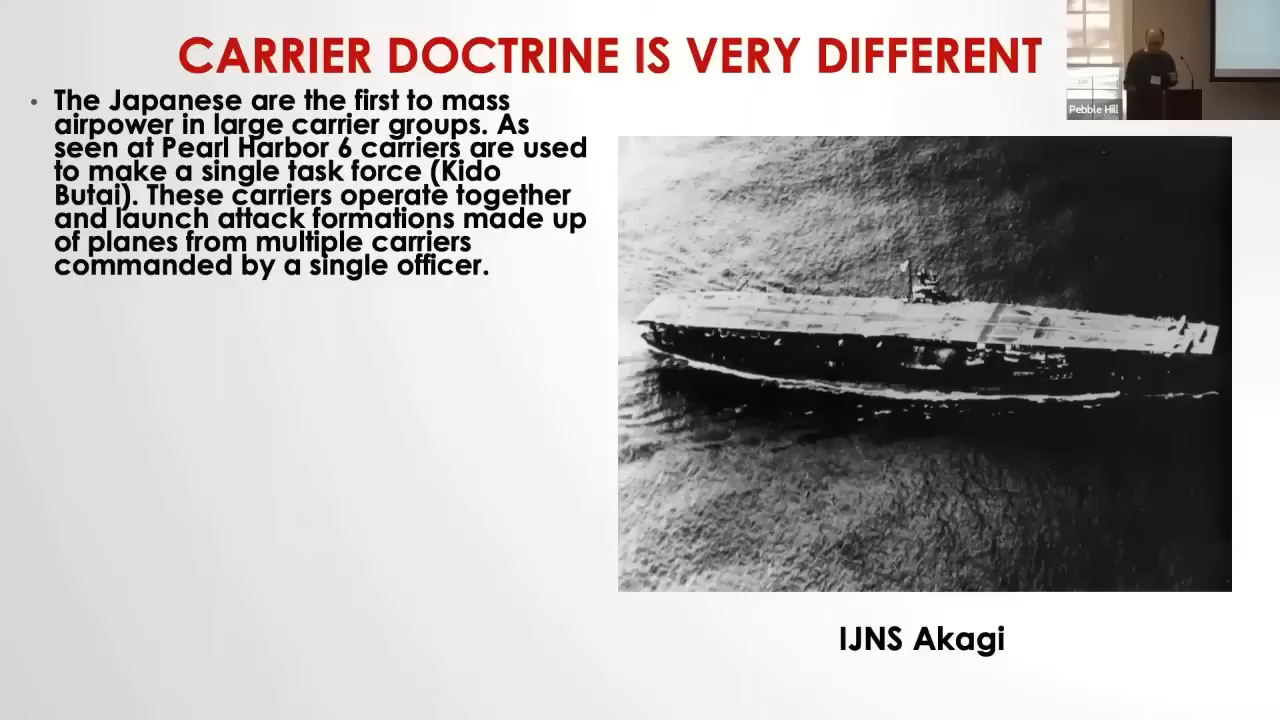 CARRIER DOCTRINE IS VERY DIFFERENT
Pebble Hill
• The Japanese are the first to mass
airpower in large carrier groups. As
seen at Pearl Harbor 6 carriers are used
to make a single task force (Kido
Butai). These carriers operate together
and launch attack formations made up
of planes from multiple carriers
commanded by a single officer.
IJNS Akagi